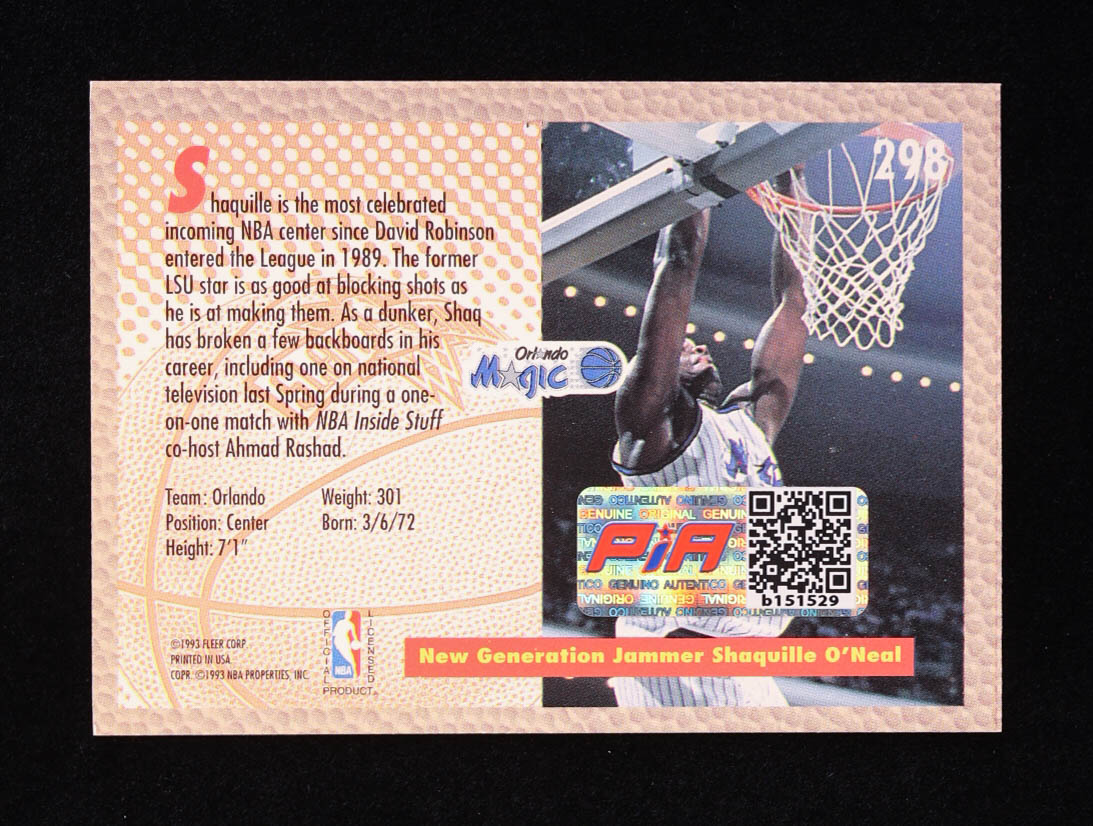 298
Shaquille is the most celebrated
incoming NBA center since David Robinson
entered the League in 1989. The former
LSU star is as good at blocking shots as
he is at making them. As a dunker, Shaq
has broken a few backboards in his
career, including one on national
television last Spring during a one-
on-one match with NBA Inside Stuff
co-host Ahmad Rashad.
Orlando
Magic
Team: Orlando Weight: 301
Position: Center Born: 3/6/72
Height: 7'1"
GENUINE ORIGINAL GENUIN
PiA
TICO GENUINO AUTENTICO
b151529
©1993 FLEER CORP.
PRINTED IN USA
COPR. ©1993 NBA PROPERTIES, INC.
OFFICIAL LICENSED
NBA
PRODUCT
New Generation Jammer Shaquille O'Neal